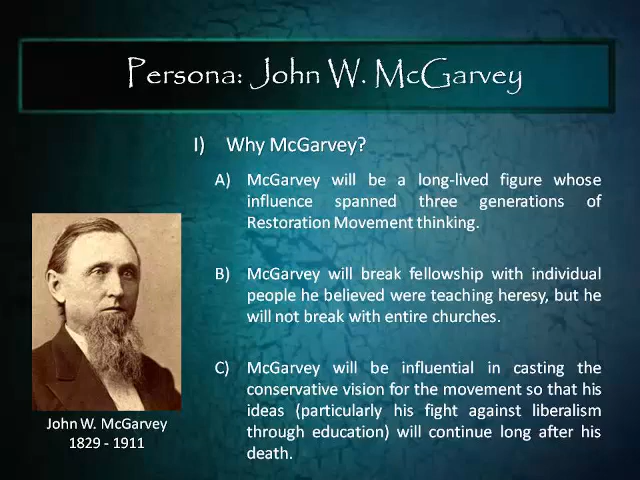 Persona: John W. McGarvey
I) Why McGarvey?
A) McGarvey will be a long-lived figure whose
influence spanned three generations of
Restoration Movement thinking.
B) McGarvey will break fellowship with individual
people he believed were teaching heresy, but he
will not break with entire churches.
C) McGarvey will be influential in casting the
conservative vision for the movement so that his
ideas (particularly his fight against liberalism
through education) will continue long after his
death.
John W. McGarvey
1829 - 1911